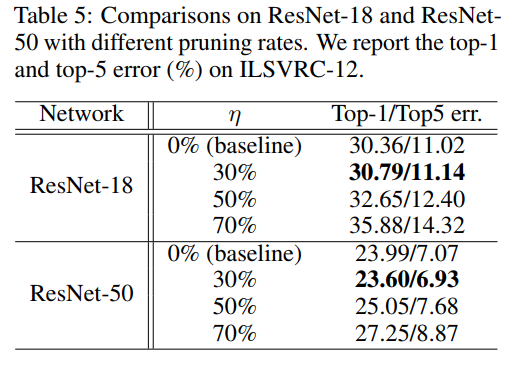 Table 5: Comparisons on ResNet-18 and ResNet-
50 with different pruning rates. We report the top-1
and top-5 error (%) on ILSVRC-12.
Network η Top-1/Top5 err.
ResNet-18
0% (baseline) 30.36/11.02
30% 30.79/11.14
50% 32.65/12.40
70% 35.88/14.32
ResNet-50
0% (baseline) 23.99/7.07
30% 23.60/6.93
50% 25.05/7.68
70% 27.25/8.87